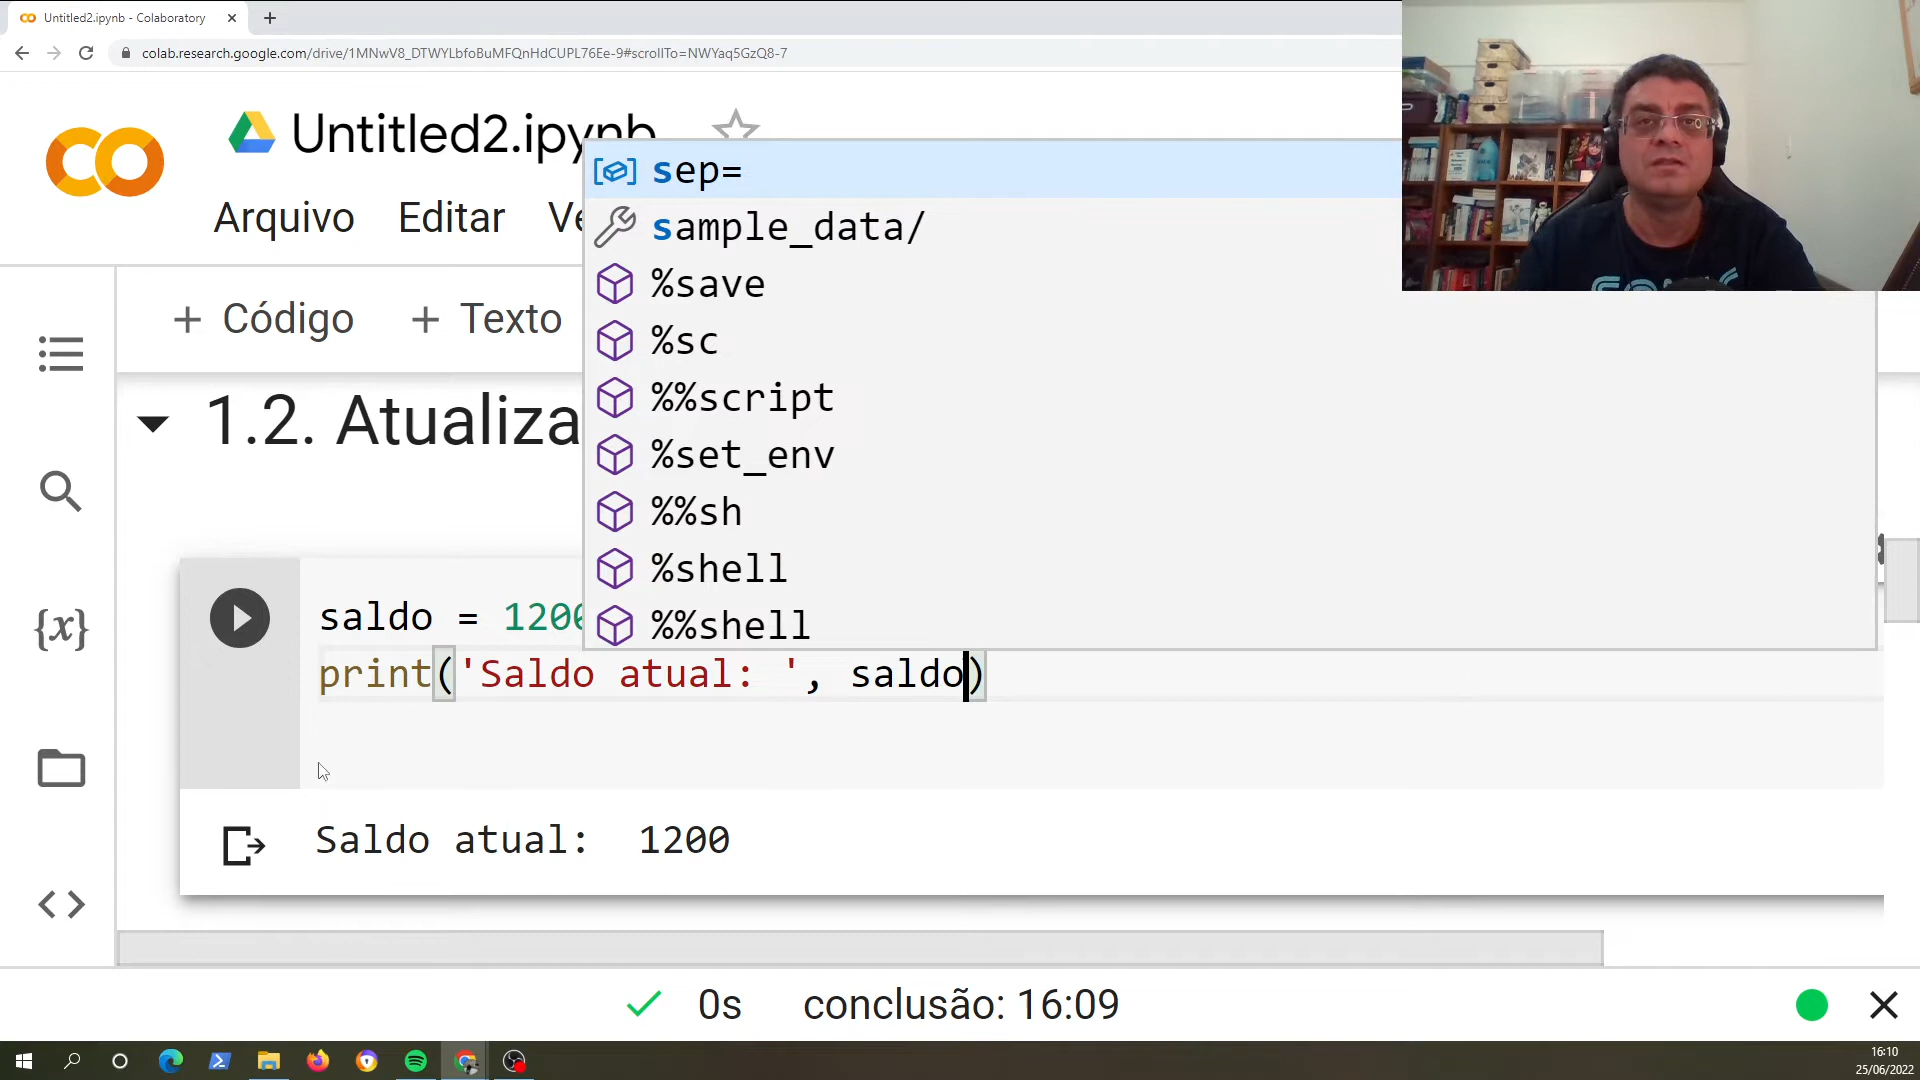 Untitled2.ipynb - Colaboratory
colab.research.google.com/drive/1MNwV8_DTWYLbfoBuMFQnHdCUPL76Ee-9#scrollTo=NWYaq5GzQ8-7
Untitled2.ipynb
Arquivo Editar Ve
+ Código + Texto
sep=
sample_data/
%save
%sc
%%script
%set_env
%%sh
%shell
%%shell
1.2. Atualiza
{x}
saldo = 1200
print('Saldo atual: ', saldo)
Saldo atual:  1200
0s conclusão: 16:09
16:10
25/06/2022